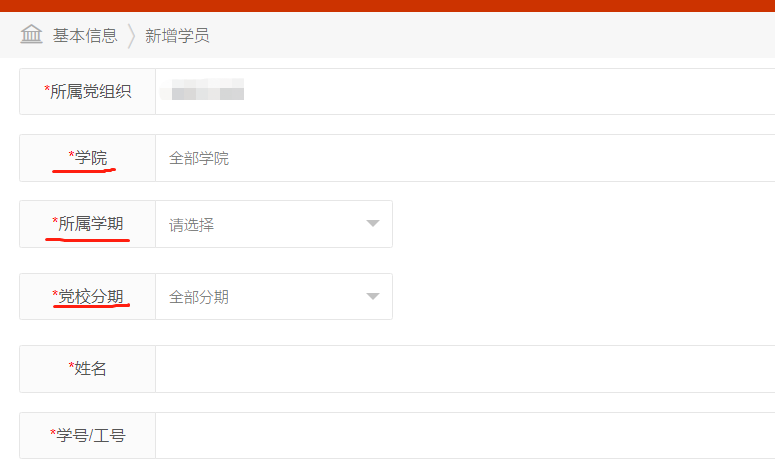 基本信息 新增学员
*所属党组织
*学院 全部学院
*所属学期 请选择
*党校分期 全部分期
*姓名
*学号/工号